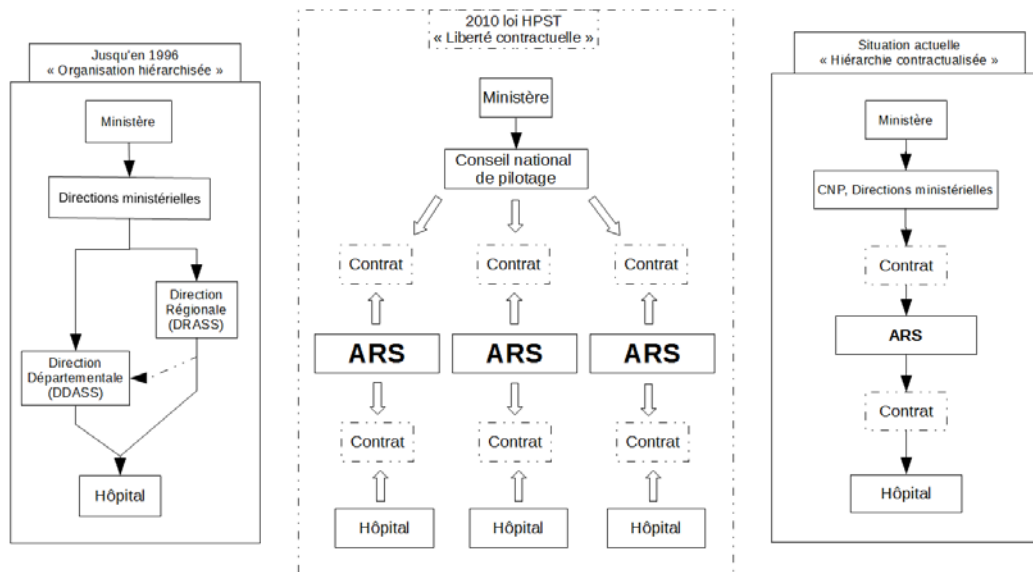 Jusqu'en 1996
« Organisation hiérarchisée »
Ministère
Directions ministérielles
Direction
Régionale
(DRASS)
Direction
Départementale
(DDASS)
Hôpital
2010 loi HPST
« Liberté contractuelle »
Ministère
Conseil national
de pilotage
Contrat
Contrat
Contrat
ARS
ARS
ARS
Contrat
Contrat
Contrat
Hôpital
Hôpital
Hôpital
Situation actuelle
« Hiérarchie contractualisée »
Ministère
CNP, Directions ministérielles
Contrat
ARS
Contrat
Hôpital